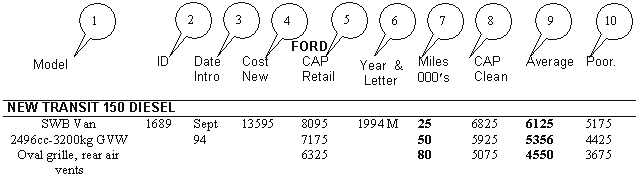 1 2 3 4 5 6 7 8 9 10
FORD
Model ID Date Intro Cost New CAP Retail Year & Letter Miles 000's CAP Clean Average Poor.
NEW TRANSIT 150 DIESEL
SWB Van 1689 Sept 13595 8095 1994 M 25 6825 6125 5175
2496cc-3200kg GVW 94 7175 50 5925 5356 4425
Oval grille, rear air 6325 80 5075 4550 3675
vents